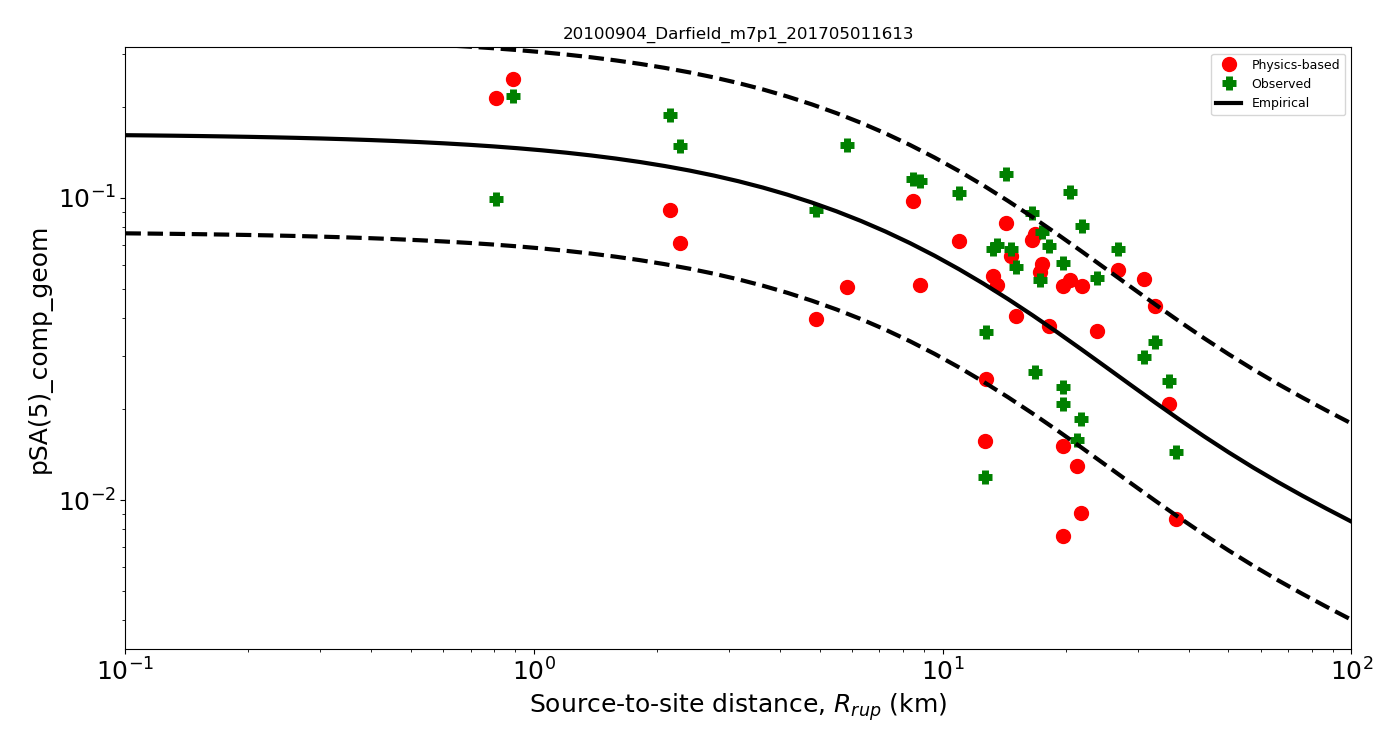 20100904_Darfield_m7p1_201705011613
Physics-based
Observed
Empirical
pSA(5)_comp_geom
10⁻¹
10⁻²
10⁻¹
10⁰
10¹
10²
Source-to-site distance, R_rup (km)